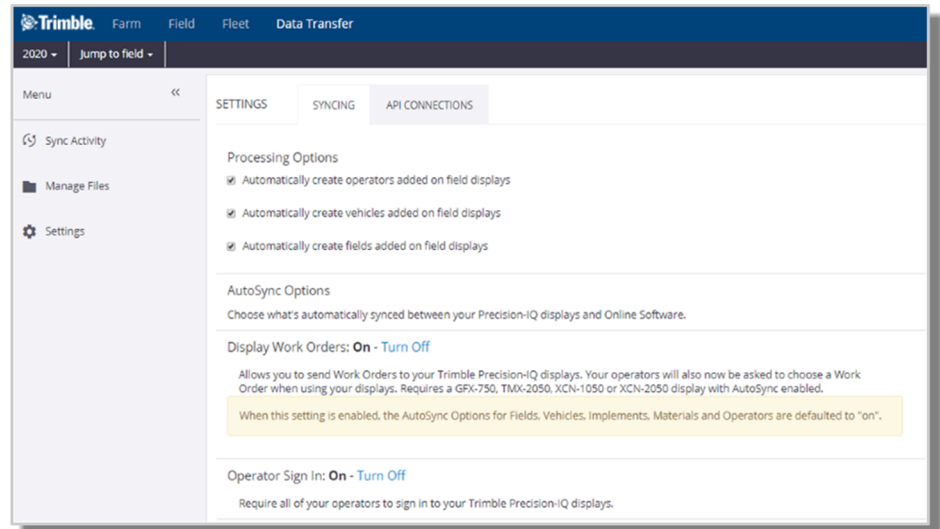 Trimble. Farm Field Fleet Data Transfer
2020 Jump to field
Menu «
SETTINGS SYNCING API CONNECTIONS
Sync Activity
Manage Files
Settings
Processing Options
Automatically create operators added on field displays
Automatically create vehicles added on field displays
Automatically create fields added on field displays
AutoSync Options
Choose what's automatically synced between your Precision-IQ displays and Online Software.
Display Work Orders: On - Turn Off
Allows you to send Work Orders to your Trimble Precision-IQ displays. Your operators will also now be asked to choose a Work
Order when using your displays. Requires a GFX-750, TMX-2050, XCN-1050 or XCN-2050 display with AutoSync enabled.
When this setting is enabled, the AutoSync Options for Fields, Vehicles, Implements, Materials and Operators are defaulted to "on".
Operator Sign In: On - Turn Off
Require all of your operators to sign in to your Trimble Precision-IQ displays.